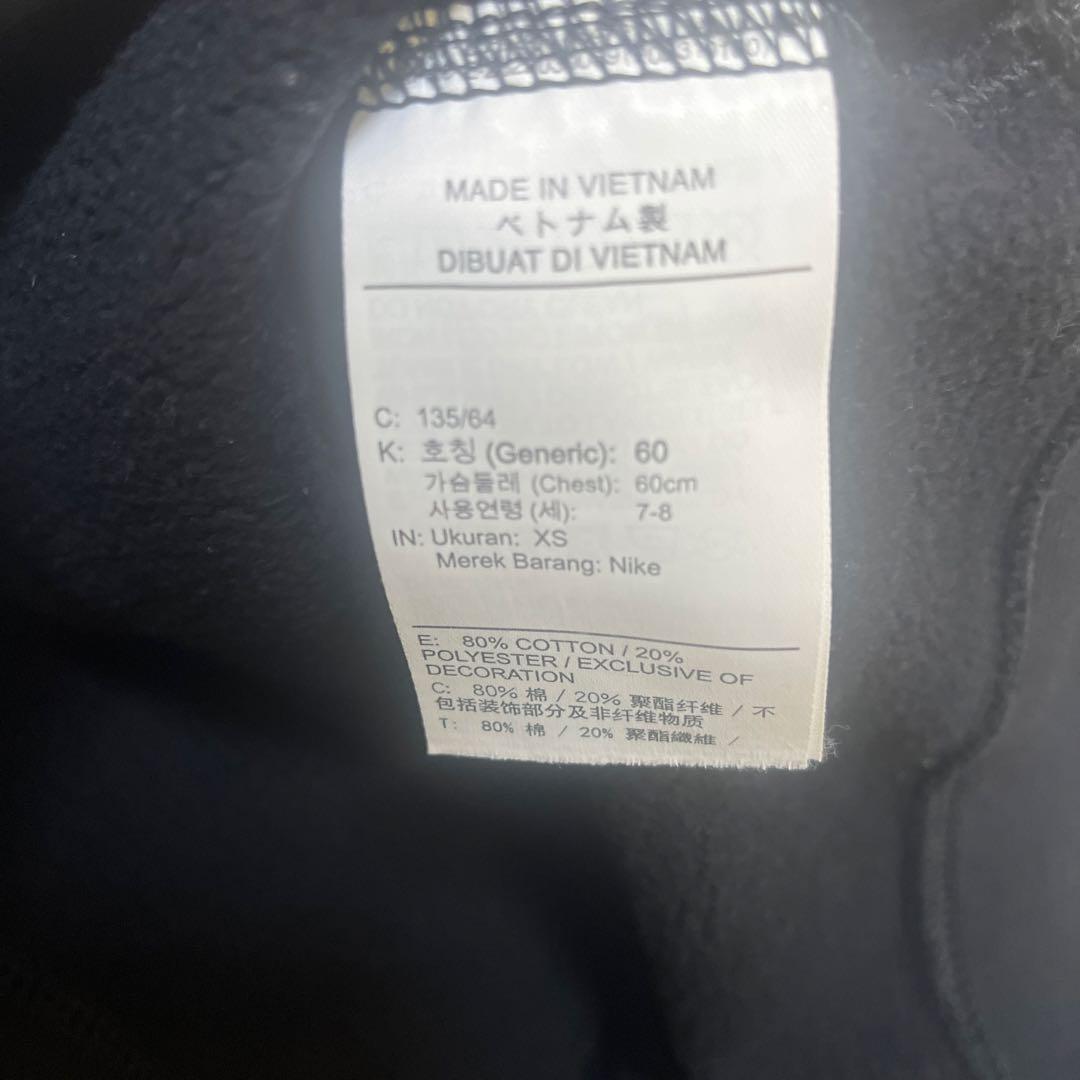 MADE IN VIETNAM
ベトナム製
DIBUAT DI VIETNAM
C: 135/64
K: 호칭 (Generic): 60
가슴둘레 (Chest): 60cm
사용연령 (세): 7-8
IN: Ukuran: XS
Merek Barang: Nike
E: 80% COTTON / 20%
POLYESTER / EXCLUSIVE OF
DECORATION
C: 80% 棉 / 20% 聚酯纤维 / 不
包括装饰部分及非纤维物质
T: 80% 棉 / 20% 聚酯纖維 /